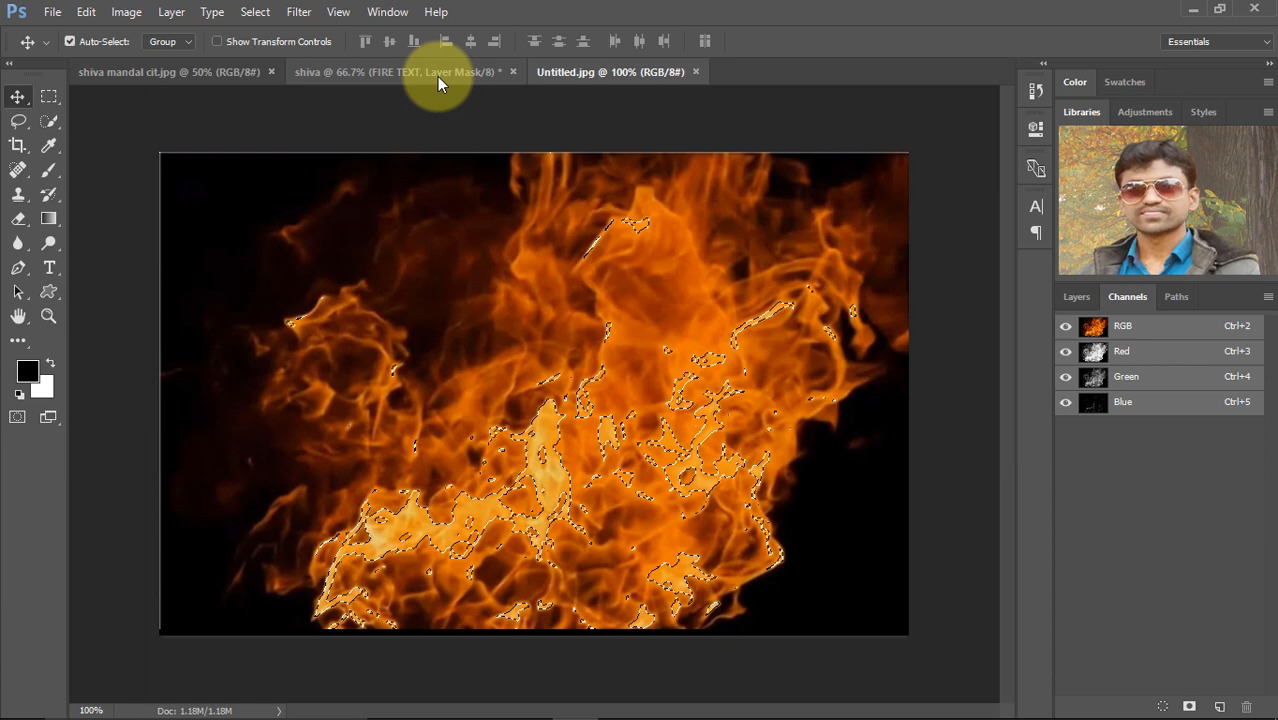 Ps File Edit Image Layer Type Select Filter View Window Help
Auto-Select: Group Show Transform Controls Essentials
shiva mandal cit.jpg @ 50% (RGB/8#) × shiva @ 66.7% (FIRE TEXT, Layer Mask/8) * × Untitled.jpg @ 100% (RGB/8#) ×
Color Swatches
Libraries Adjustments Styles
Layers Channels Paths
RGB Ctrl+2
Red Ctrl+3
Green Ctrl+4
Blue Ctrl+5
100% Doc: 1.18M/1.18M